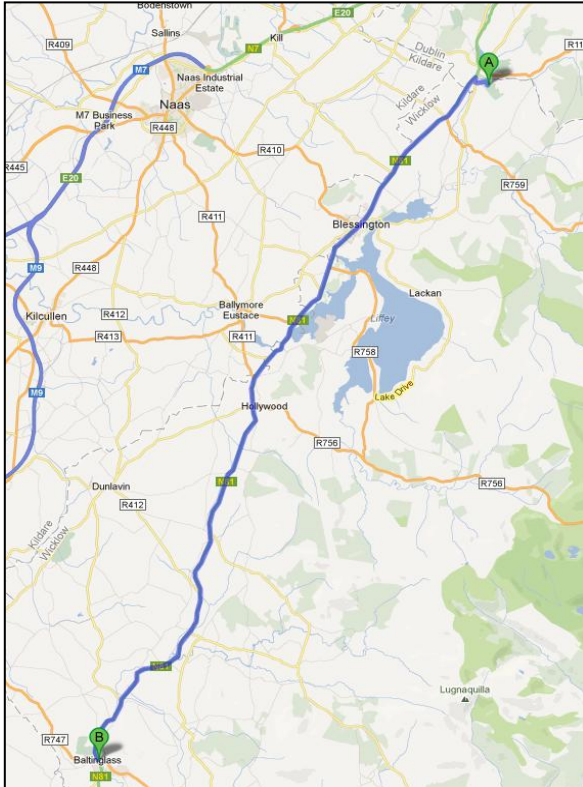 Bodenstown
Sallins
E20
R409
Kill
N7
A
R11
M7
Dublin
Kildare
Naas Industrial
Estate
Naas
Kildare
Wicklow
M7 Business
Park
R448
R445
R410
N81
E20
R759
R411
Blessington
M9
R448
Lackan
Ballymore
Eustace
R412
Kilcullen
N81
Liffey
R413
R411
R758
M9
Lake Drive
Hollywood
R756
N81
R756
Dunlavin
R412
Kildare
Wicklow
N81
Lugnaquilla
B
R747
Baltinglass
N81